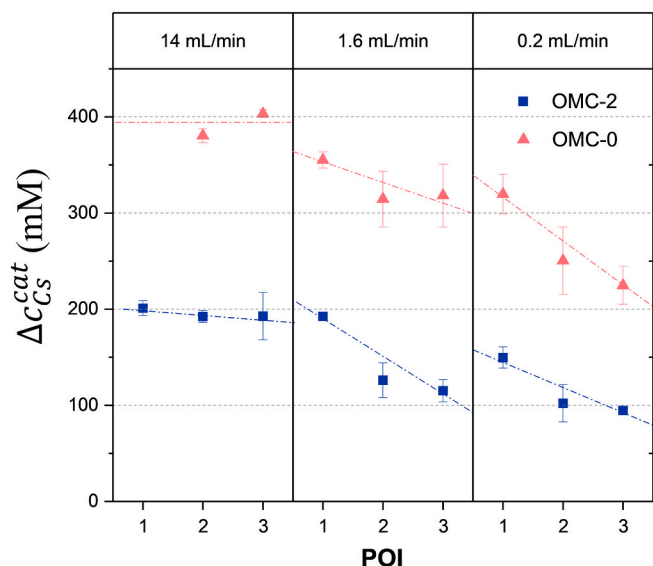 14 mL/min 1.6 mL/min 0.2 mL/min
OMC-2
OMC-0
400
300
200
100
0
Δc_{Cs}^{cat} (mM)
1 2 3 1 2 3 1 2 3
POI